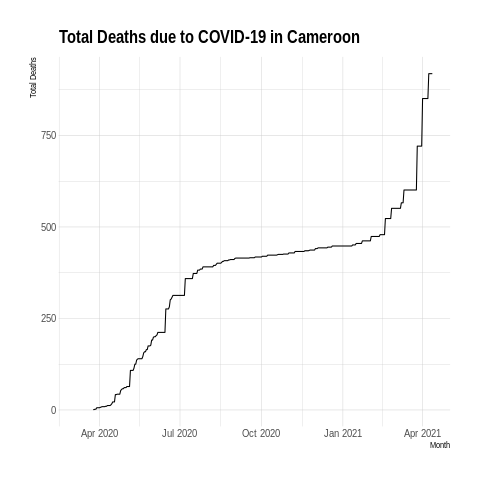 Total Deaths due to COVID-19 in Cameroon
Total Deaths
750
500
250
0
Apr 2020 Jul 2020 Oct 2020 Jan 2021 Apr 2021
Month